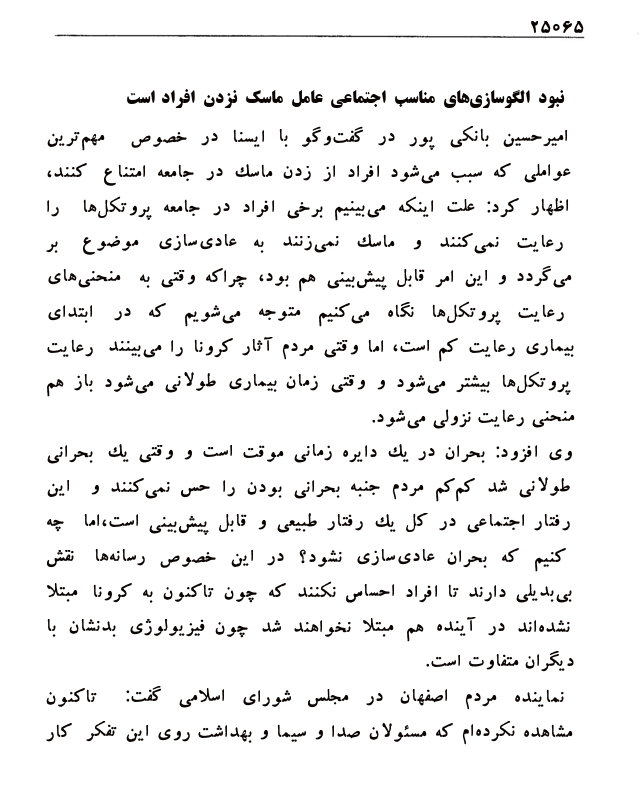 ۲۵۰۶۵
نبود الگوسازی‌های مناسب اجتماعی عامل ماسک نزدن افراد است
امیرحسین بانکی پور در گفت‌وگو با ایسنا در خصوص مهم‌ترین
عواملی که سبب می‌شود افراد از زدن ماسك در جامعه امتناع کنند،
اظهار کرد: علت اینکه می‌بینیم برخی افراد در جامعه پروتکل‌ها را
رعایت نمی‌کنند و ماسك نمی‌زنند به عادی‌سازی موضوع بر
می‌گردد و این امر قابل پیش‌بینی هم بود، چراکه وقتی به منحنی‌های
رعایت پروتکل‌ها نگاه می‌کنیم متوجه می‌شویم که در ابتدای
بیماری رعایت کم است، اما وقتی مردم آثار کرونا را می‌بینند رعایت
پروتکل‌ها بیشتر می‌شود و وقتی زمان بیماری طولانی می‌شود باز هم
منحنی رعایت نزولی می‌شود.
وی افزود: بحران در یك دایره زمانی موقت است و وقتی یك بحرانی
طولانی شد کم‌کم مردم جنبه بحرانی بودن را حس نمی‌کنند و این
رفتار اجتماعی در کل یك رفتار طبیعی و قابل پیش‌بینی است،اما چه
کنیم که بحران عادی‌سازی نشود؟ در این خصوص رسانه‌ها نقش
بی‌بدیلی دارند تا افراد احساس نکنند که چون تاکنون به کرونا مبتلا
نشده‌اند در آینده هم مبتلا نخواهند شد چون فیزیولوژی بدنشان با
دیگران متفاوت است.
نماینده مردم اصفهان در مجلس شورای اسلامی گفت: تاکنون
مشاهده نکرده‌ام که مسئولان صدا و سیما و بهداشت روی این تفکر کار